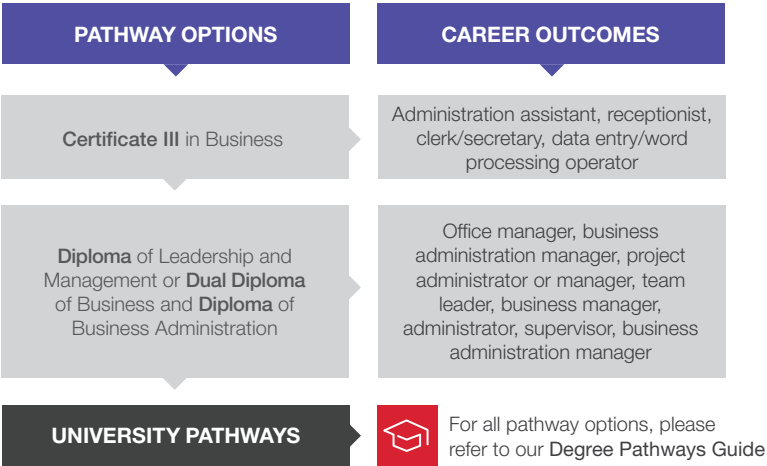 PATHWAY OPTIONS
CAREER OUTCOMES
Certificate III in Business
Administration assistant, receptionist,
clerk/secretary, data entry/word
processing operator
Diploma of Leadership and
Management or Dual Diploma
of Business and Diploma of
Business Administration
Office manager, business
administration manager, project
administrator or manager, team
leader, business manager,
administrator, supervisor, business
administration manager
UNIVERSITY PATHWAYS
For all pathway options, please
refer to our Degree Pathways Guide